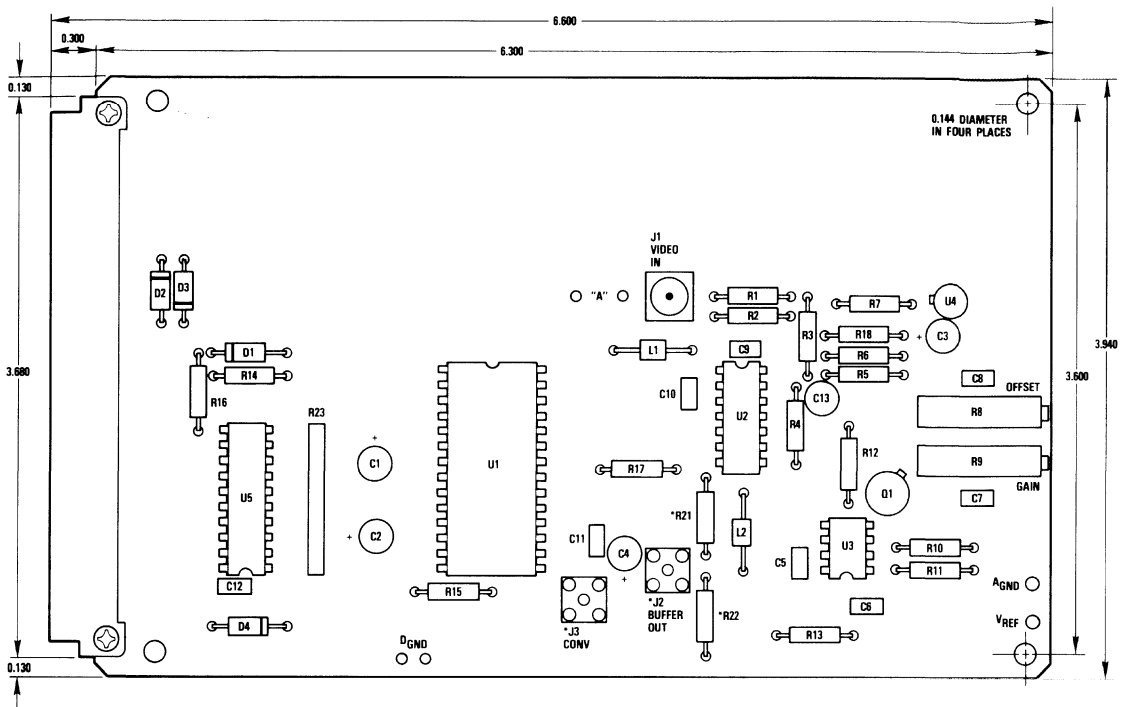 6.600
0.300
6.300
0.130
0.144 DIAMETER
IN FOUR PLACES
J1
VIDEO
IN
"A"
D2
D3
R1
R2
R3
R7
U4
R18
+
C3
R6
R5
3.680
3.600
3.940
D1
R14
R16
L1
C9
C10
U2
C13
R4
C8
OFFSET
R8
R23
+
C1
U1
R17
R12
R9
GAIN
Q1
C7
U5
+
C2
*R21
L2
C11
C4
+
U3
C5
R10
R11
C12
R15
*J2
BUFFER
OUT
*R22
C6
AGND
VREF
D4
*J3
CONV
R13
DGND
0.130